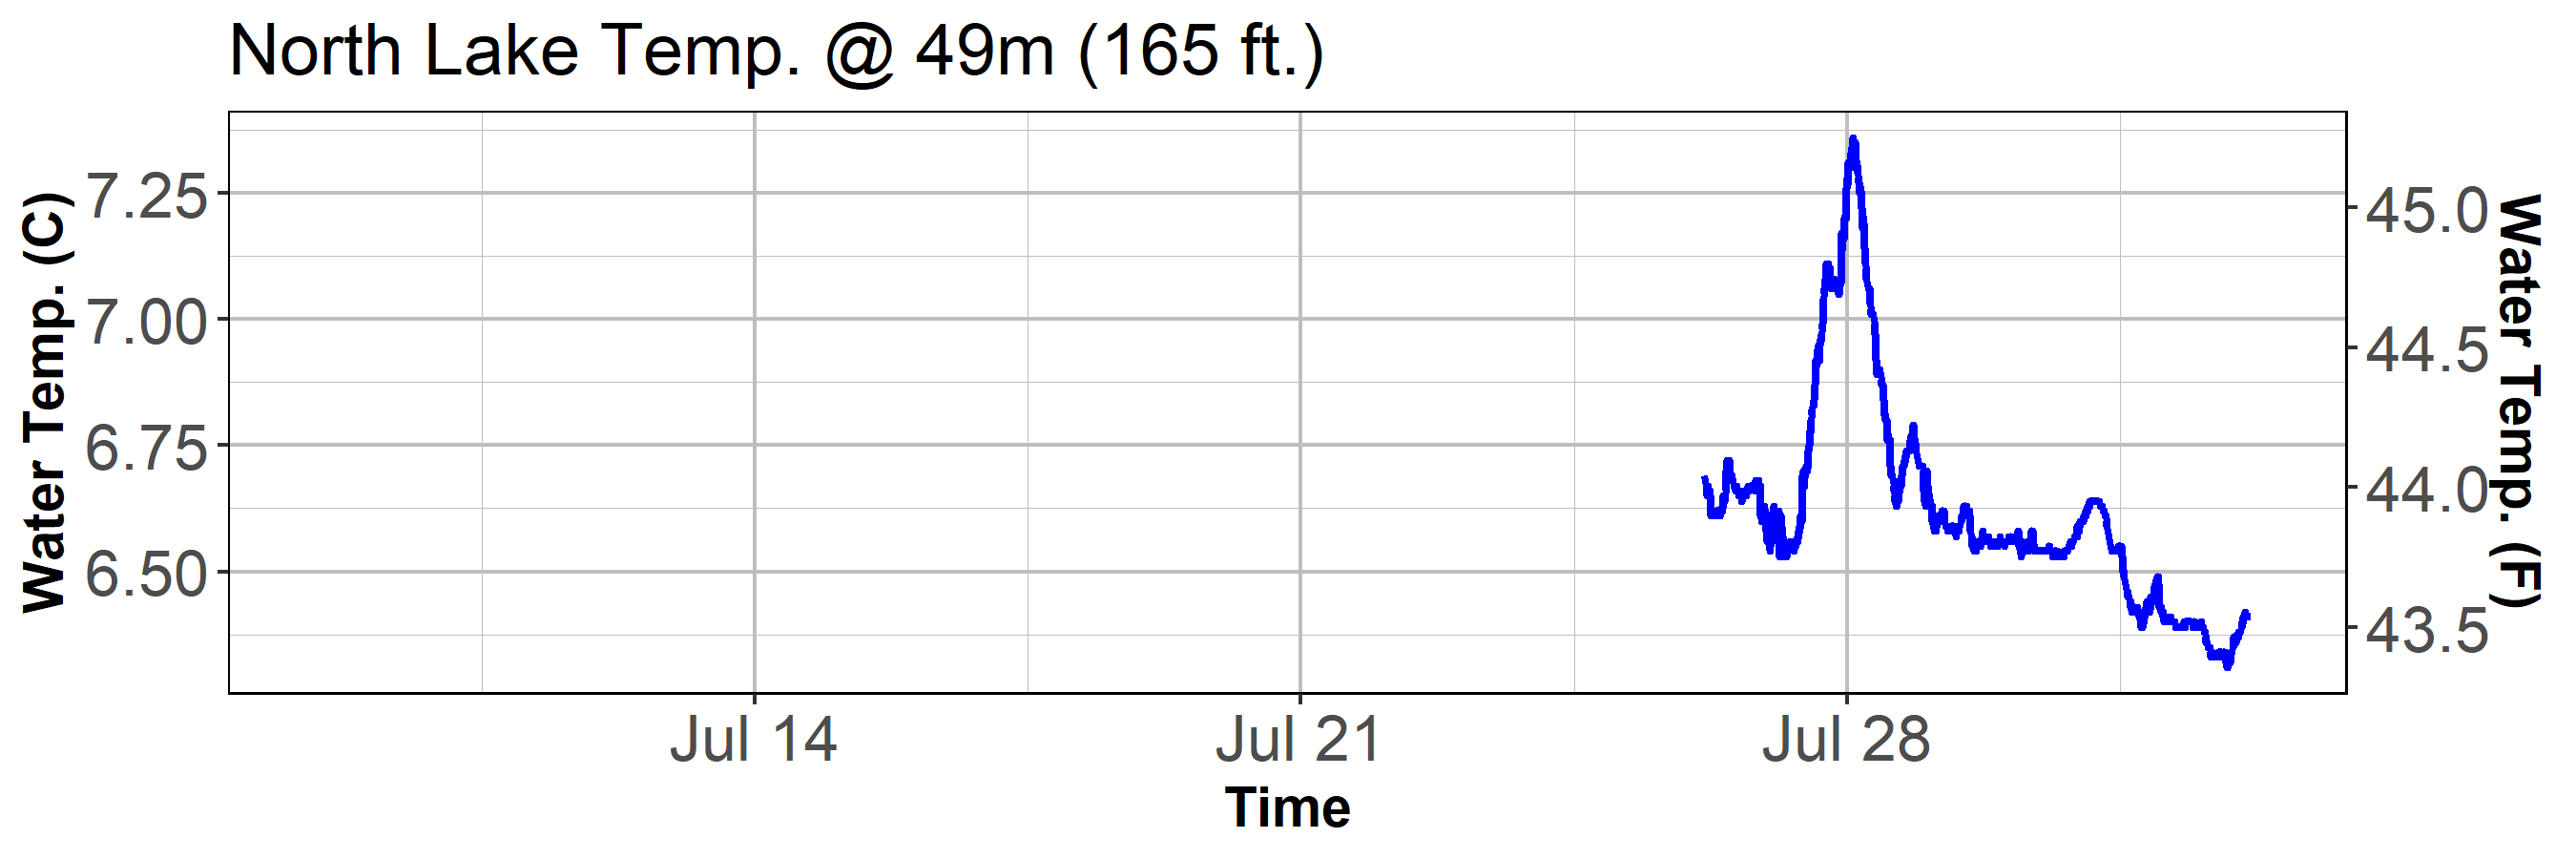 North Lake Temp. @ 49m (165 ft.)
Water Temp. (C)
7.25
7.00
6.75
6.50
45.0
44.5
44.0
43.5
Water Temp. (F)
Jul 14
Jul 21
Jul 28
Time